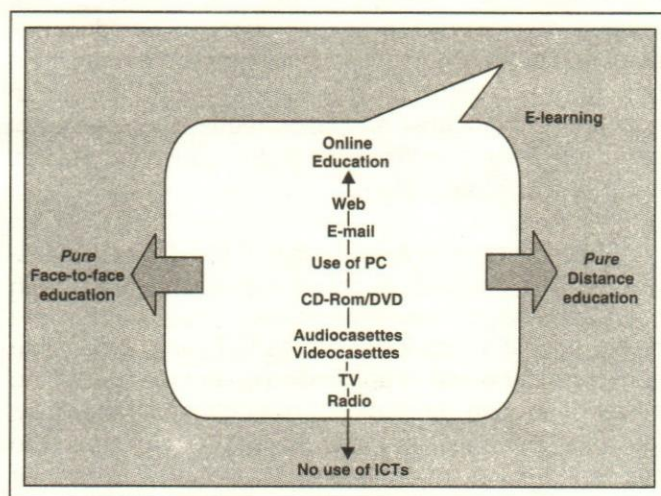 E-learning
Online
Education
Web
E-mail
Use of PC
CD-Rom/DVD
Audiocasettes
Videocasettes
TV
Radio
No use of ICTs
Pure
Face-to-face
education
Pure
Distance
education